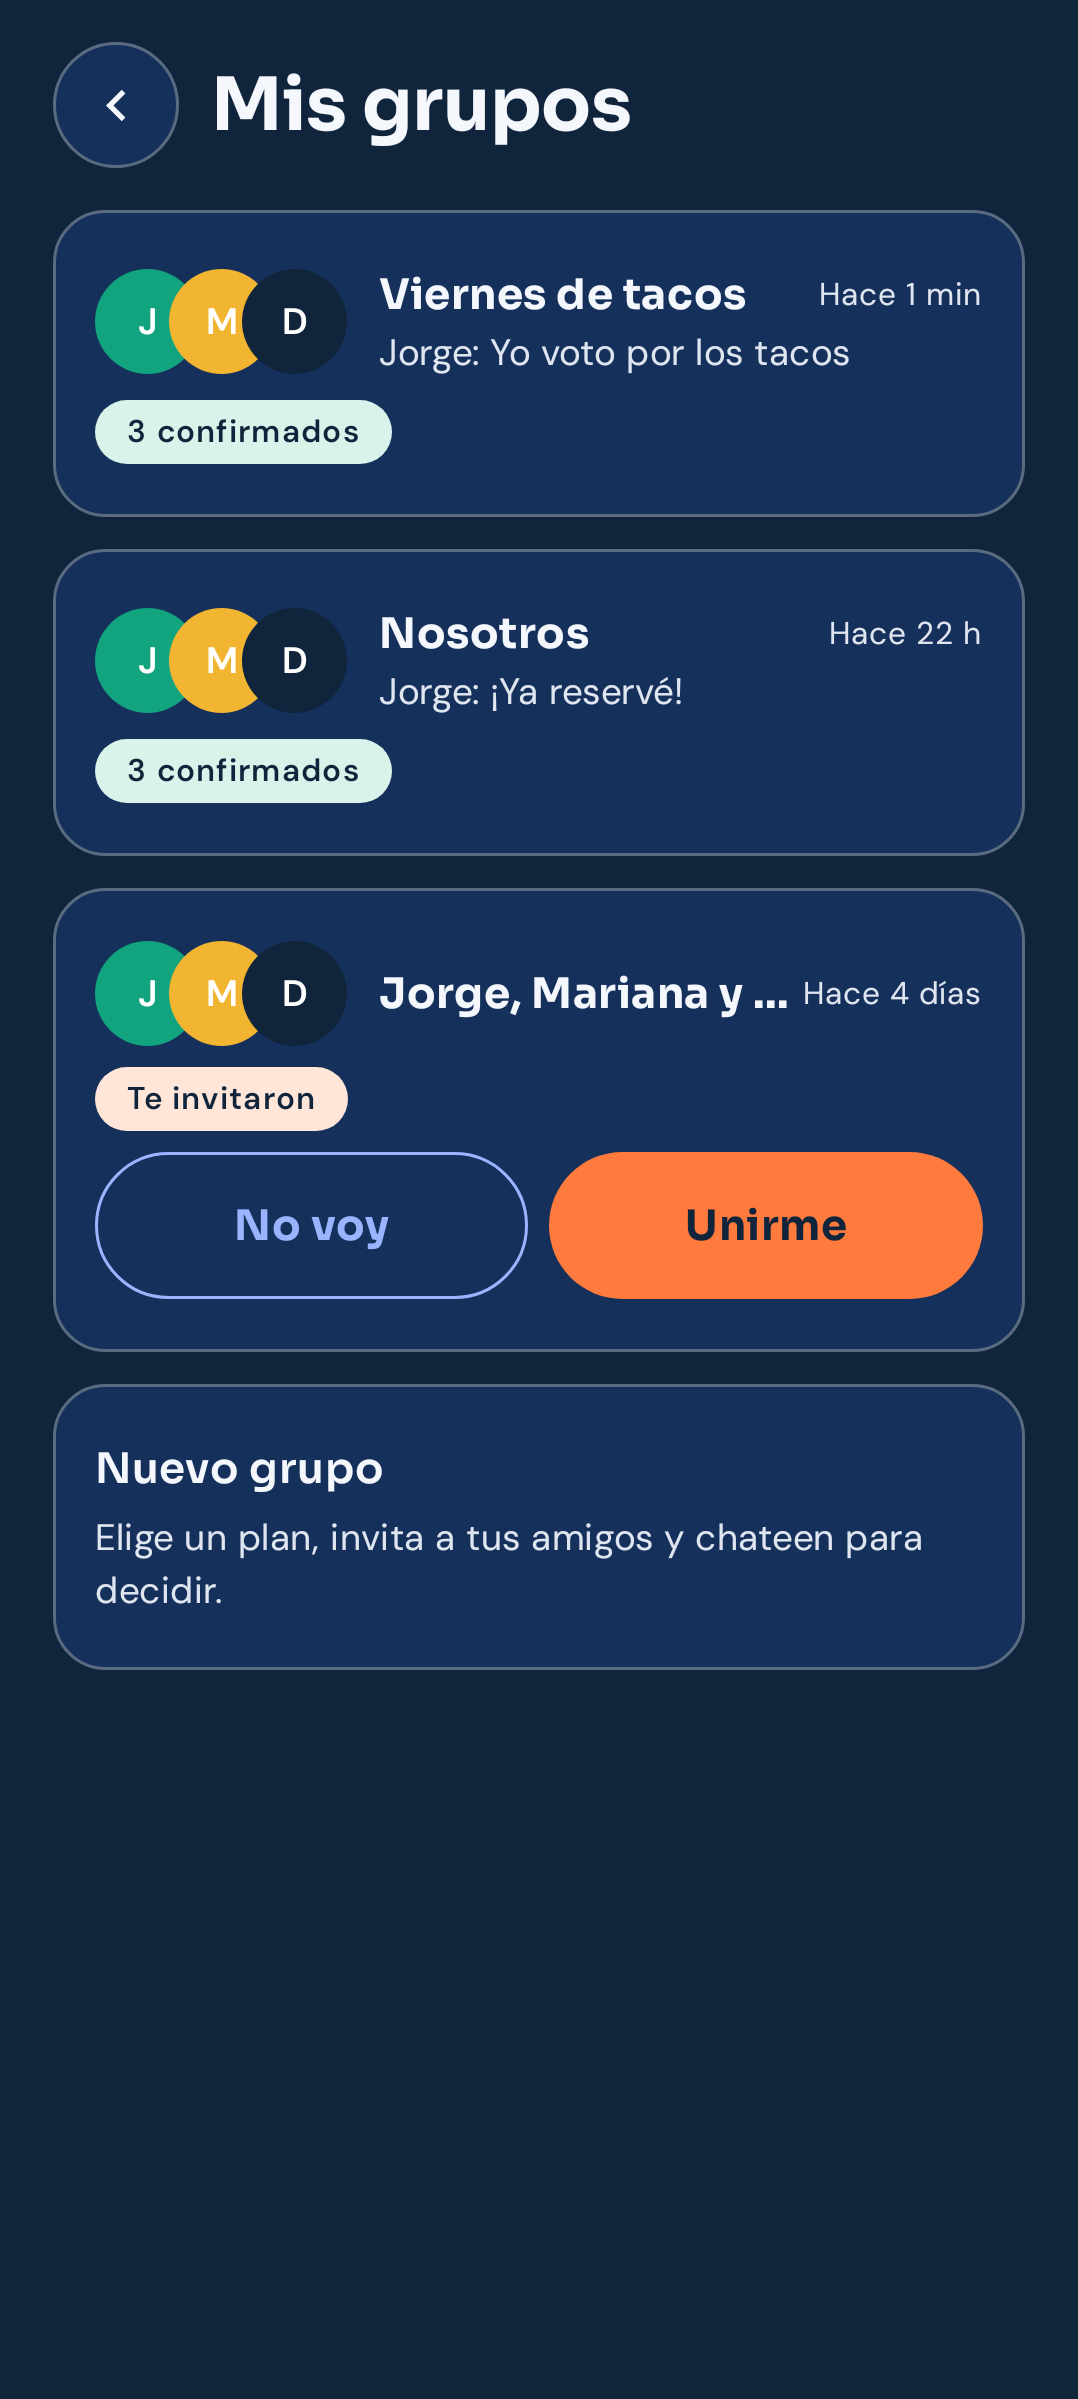 Mis grupos
J M D
Viernes de tacos Hace 1 min
Jorge: Yo voto por los tacos
3 confirmados
J M D
Nosotros Hace 22 h
Jorge: ¡Ya reservé!
3 confirmados
J M D
Jorge, Mariana y ... Hace 4 días
Te invitaron
No voy Unirme
Nuevo grupo
Elige un plan, invita a tus amigos y chateen para
decidir.